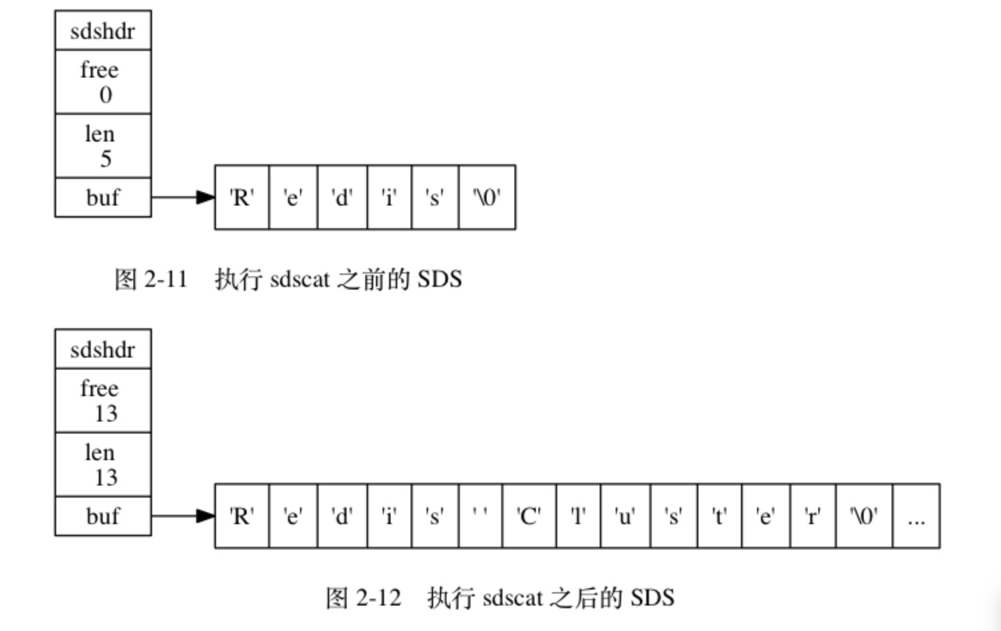 sdshdr
free
0
len
5
buf
'R' 'e' 'd' 'i' 's' '\0'
图 2-11 执行 sdscat 之前的 SDS
sdshdr
free
13
len
13
buf
'R' 'e' 'd' 'i' 's' ' ' 'C' 'l' 'u' 's' 't' 'e' 'r' '\0' ...
图 2-12 执行 sdscat 之后的 SDS